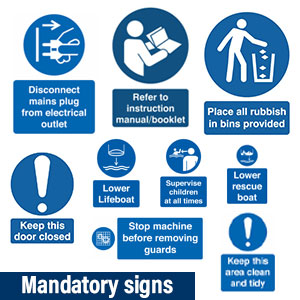 Disconnect
mains plug
from electrical
outlet
Refer to
instruction
manual/booklet
Place all rubbish
in bins provided
Keep this
door closed
Lower
Lifeboat
Supervise
children
at all times
Lower
rescue
boat
Stop machine
before removing
guards
Keep this
area clean
and tidy
Mandatory signs